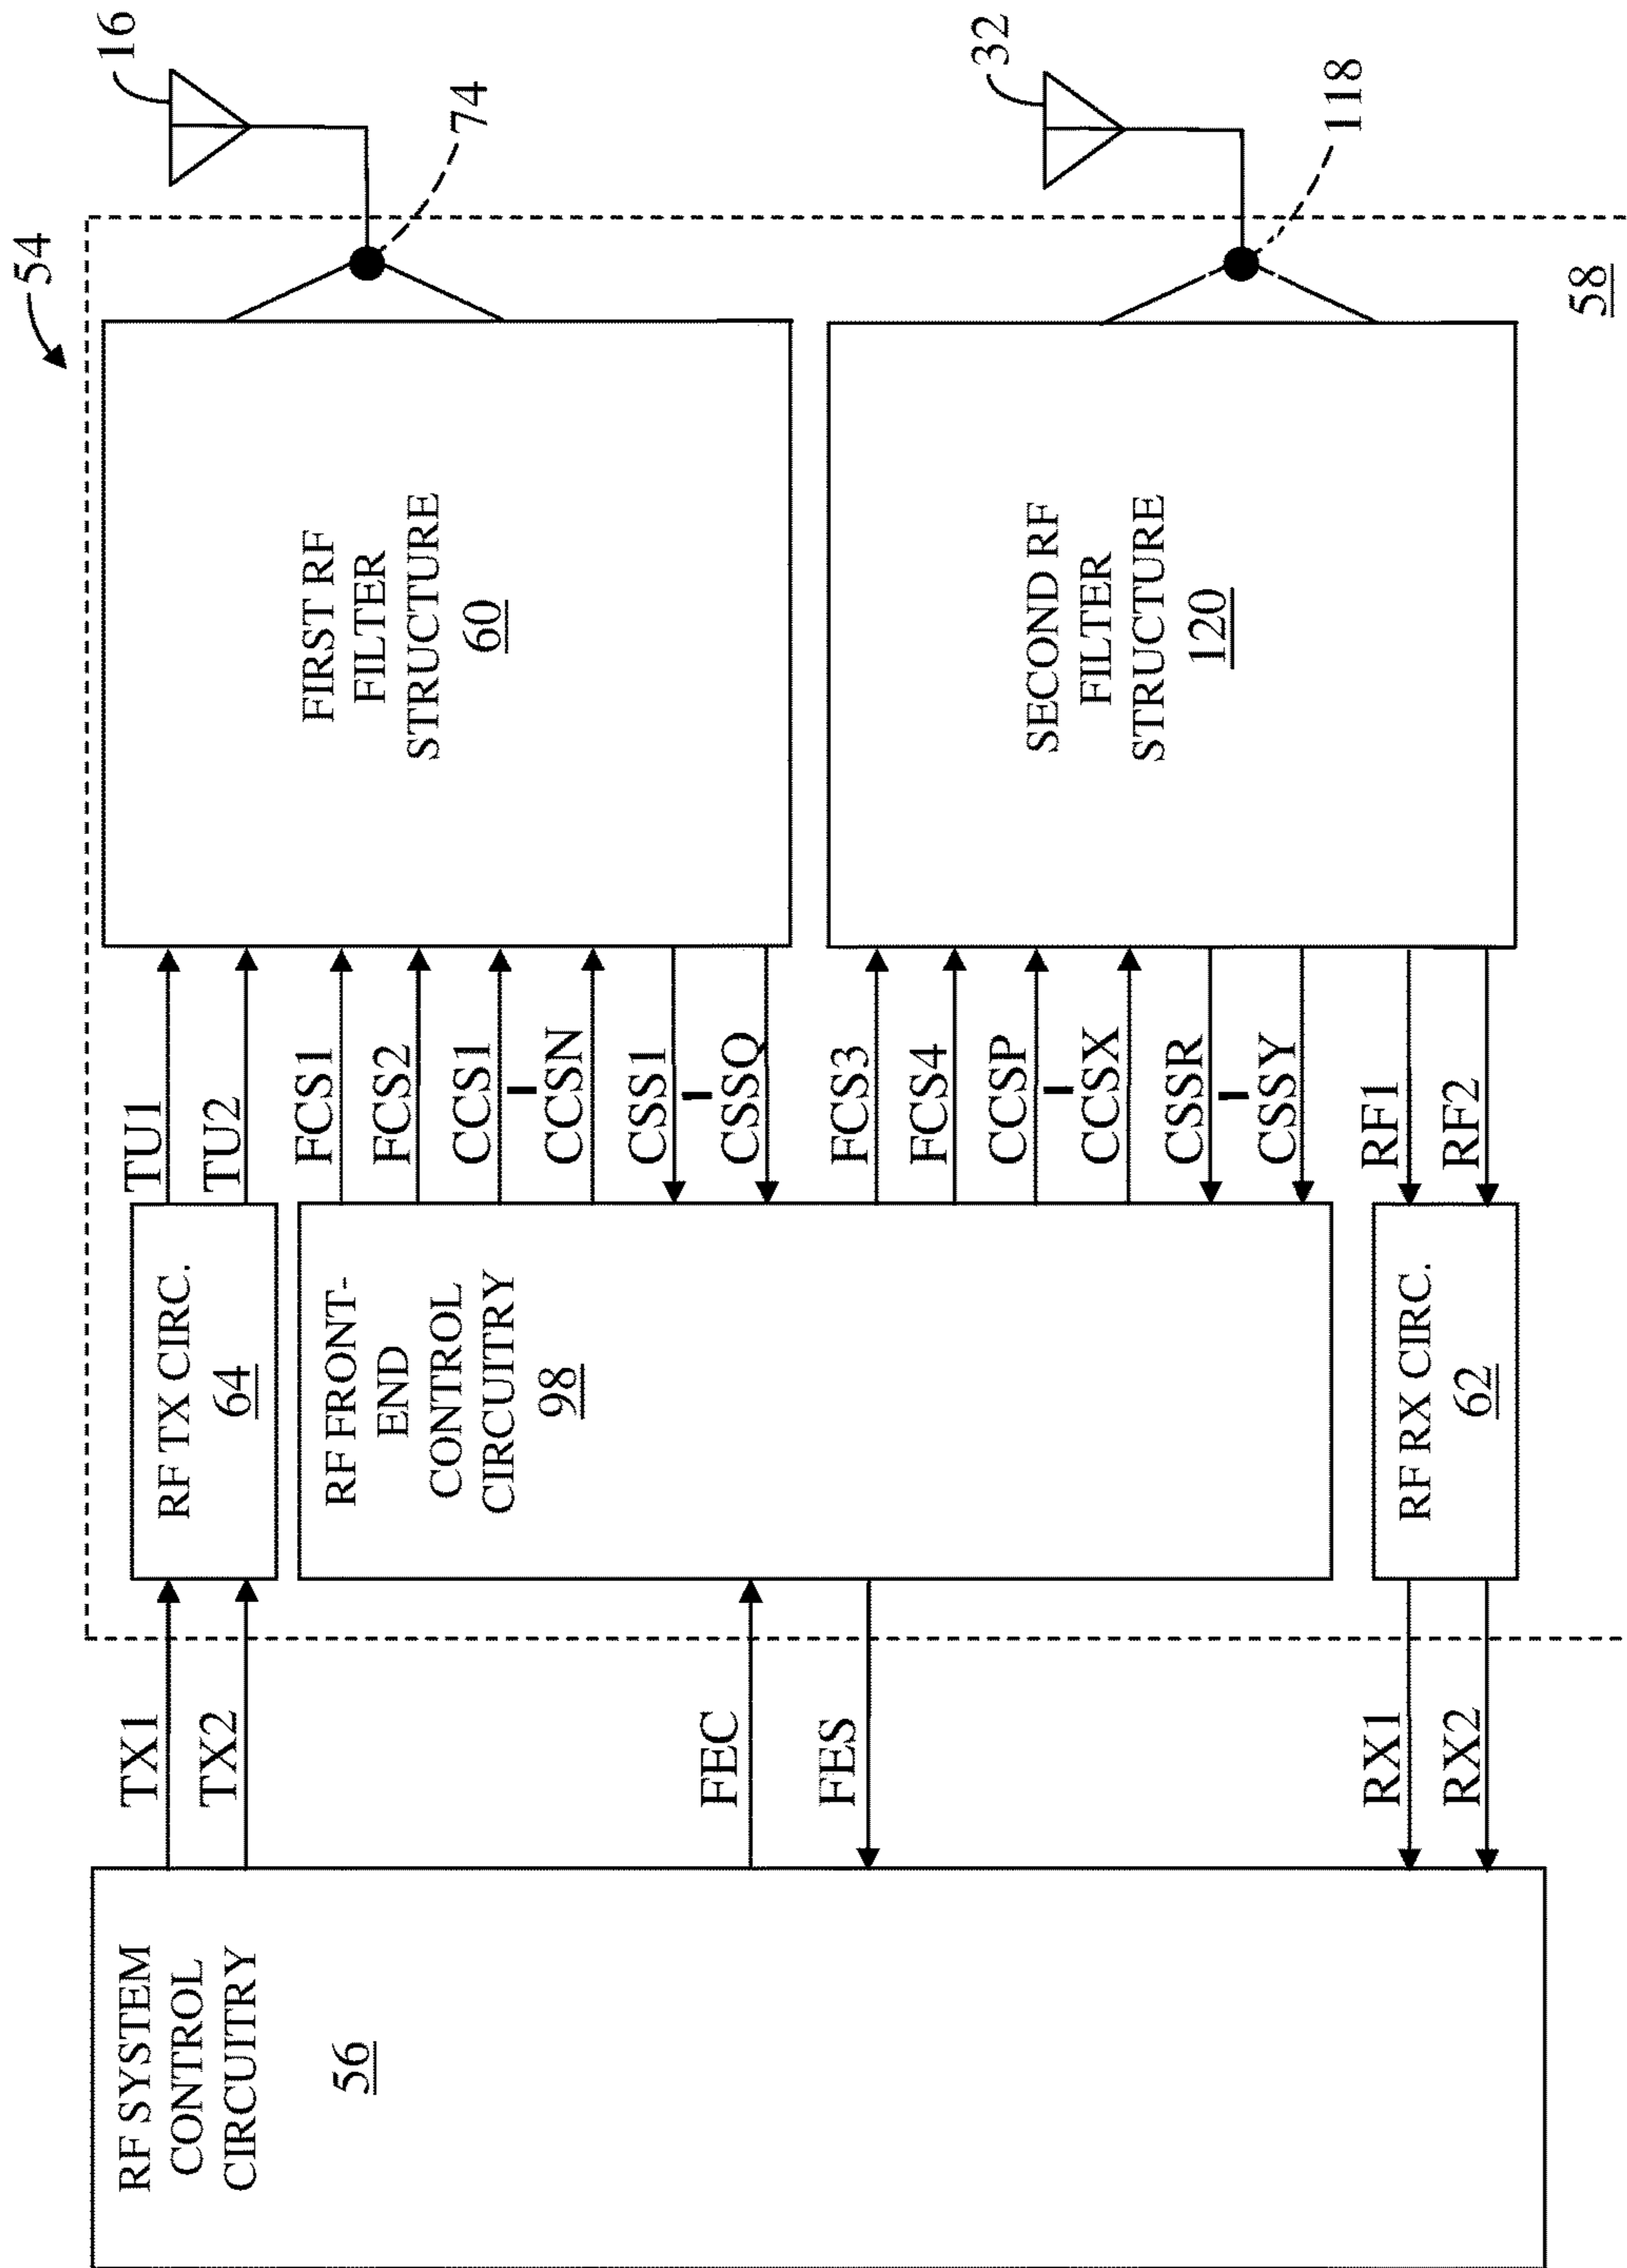 54
16
74
32
118
58
RF SYSTEM
CONTROL
CIRCUITRY
56
TX1
TX2
FEC
FES
RX1
RX2
RF TX CIRC.
64
RF FRONT-
END
CONTROL
CIRCUITRY
98
RF RX CIRC.
62
TU1
TU2
FCS1
FCS2
CCS1
-
CCSN
CSS1
-
CSSQ
FCS3
FCS4
CCSP
-
CCSX
CSSR
-
CSSY
RF1
RF2
FIRST RF
FILTER
STRUCTURE
60
SECOND RF
FILTER
STRUCTURE
120